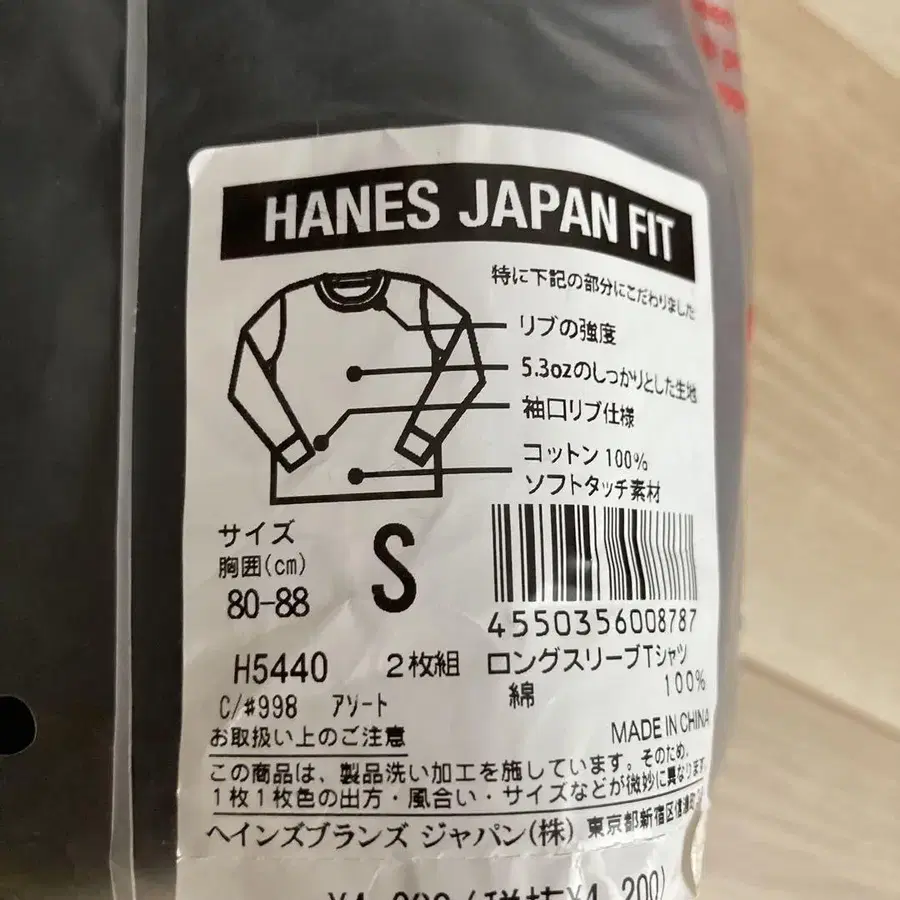 HANES JAPAN FIT
特に下記の部分にこだわりました
リブの強度
5.3ozのしっかりとした生地
袖口リブ仕様
コットン 100%
ソフトタッチ素材
サイズ
胸囲(cm)
80-88
S
4550356008787
H5440 2枚組 ロングスリーブTシャツ
綿 100%
C/#998 アソート
MADE IN CHINA
お取扱い上のご注意
この商品は、製品洗い加工を施しています。そのため、
1枚1枚色の出方・風合い・サイズなどが微妙に異なります
ヘインズブランズ ジャパン(株) 東京都新宿区信濃町